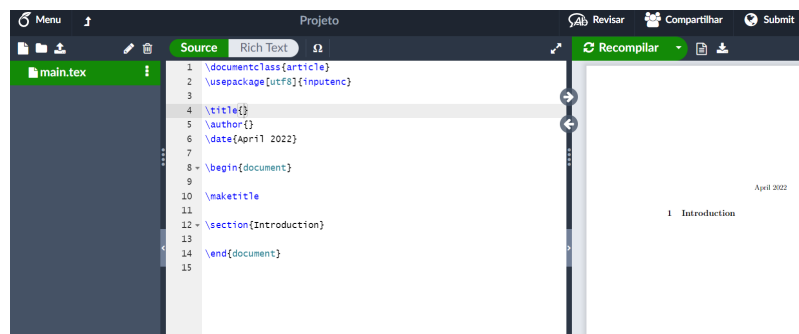 Menu
Projeto
Revisar
Compartilhar
Submit
Source
Rich Text
Ω
Recompilar
main.tex
1 \documentclass{article}
2 \usepackage[utf8]{inputenc}
3
4 \title{}
5 \author{}
6 \date{April 2022}
7
8 \begin{document}
9
10 \maketitle
11
12 \section{Introduction}
13
14 \end{document}
15
April 2022
1 Introduction